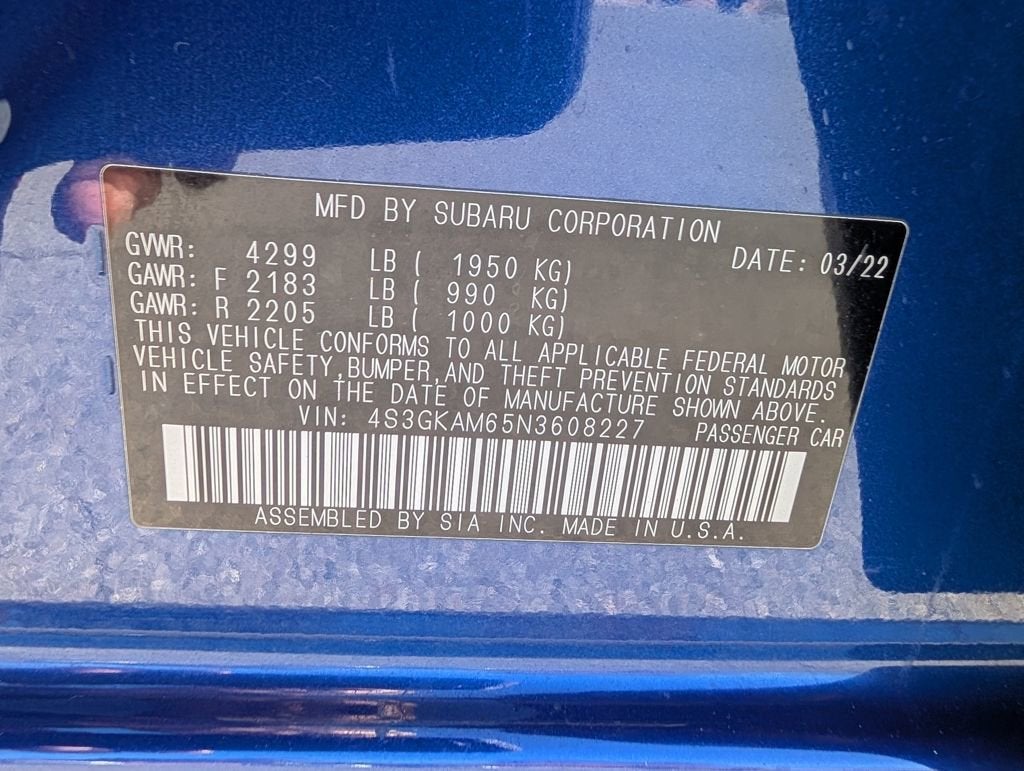 MFD BY SUBARU CORPORATION
GVWR: 4299 LB ( 1950 KG) DATE: 03/22
GAWR: F 2183 LB ( 990 KG)
GAWR: R 2205 LB ( 1000 KG)
THIS VEHICLE CONFORMS TO ALL APPLICABLE FEDERAL MOTOR
VEHICLE SAFETY, BUMPER, AND THEFT PREVENTION STANDARDS
IN EFFECT ON THE DATE OF MANUFACTURE SHOWN ABOVE.
VIN: 4S3GKAM65N3608227 PASSENGER CAR
ASSEMBLED BY SIA INC. MADE IN U.S.A.